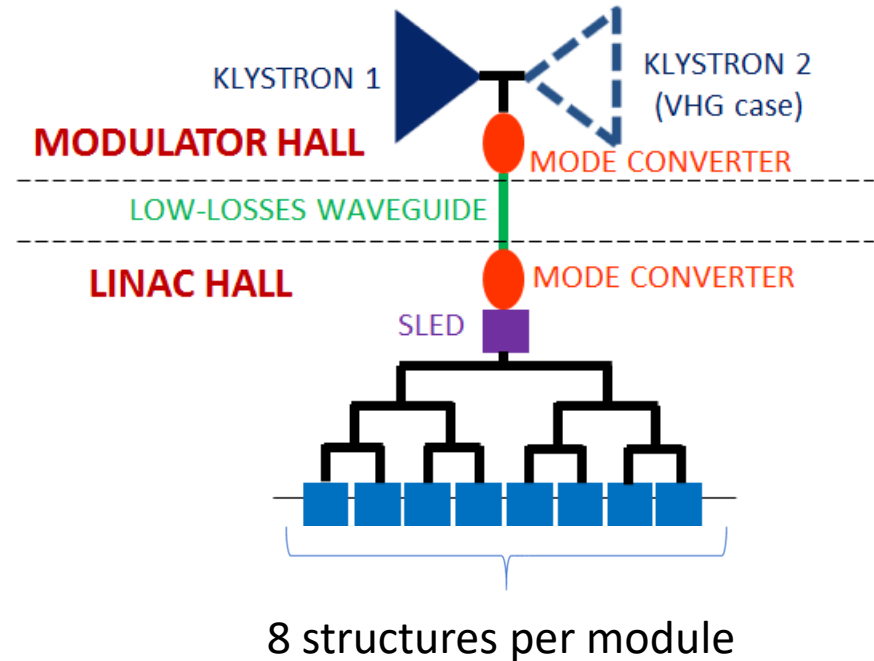 KLYSTRON 1
KLYSTRON 2
(VHG case)
MODULATOR HALL
MODE CONVERTER
LOW-LOSSES WAVEGUIDE
LINAC HALL
MODE CONVERTER
SLED
8 structures per module